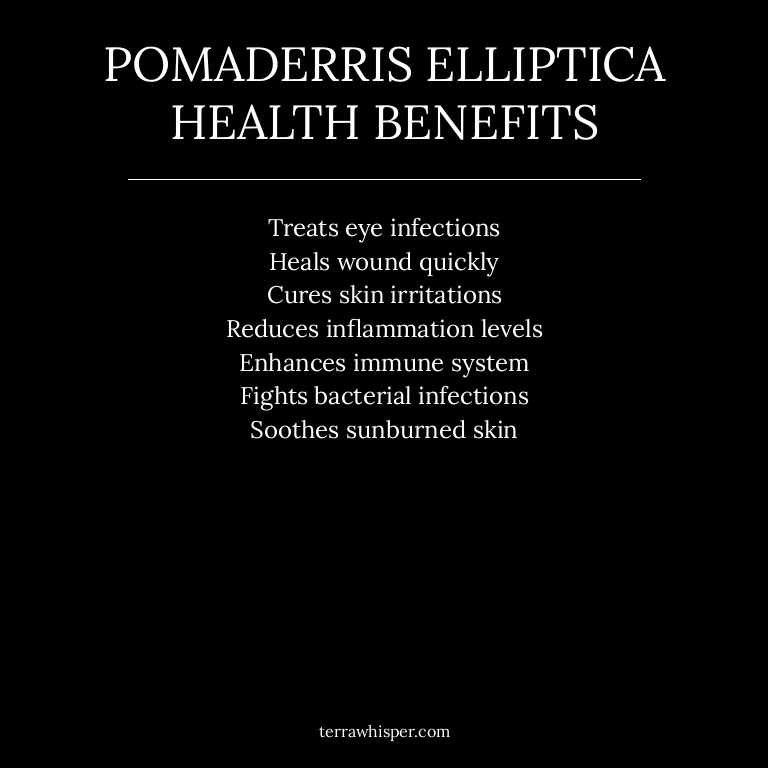 POMADERRIS ELLIPTICA
HEALTH BENEFITS
Treats eye infections
Heals wound quickly
Cures skin irritations
Reduces inflammation levels
Enhances immune system
Fights bacterial infections
Soothes sunburned skin
terrawhisper.com